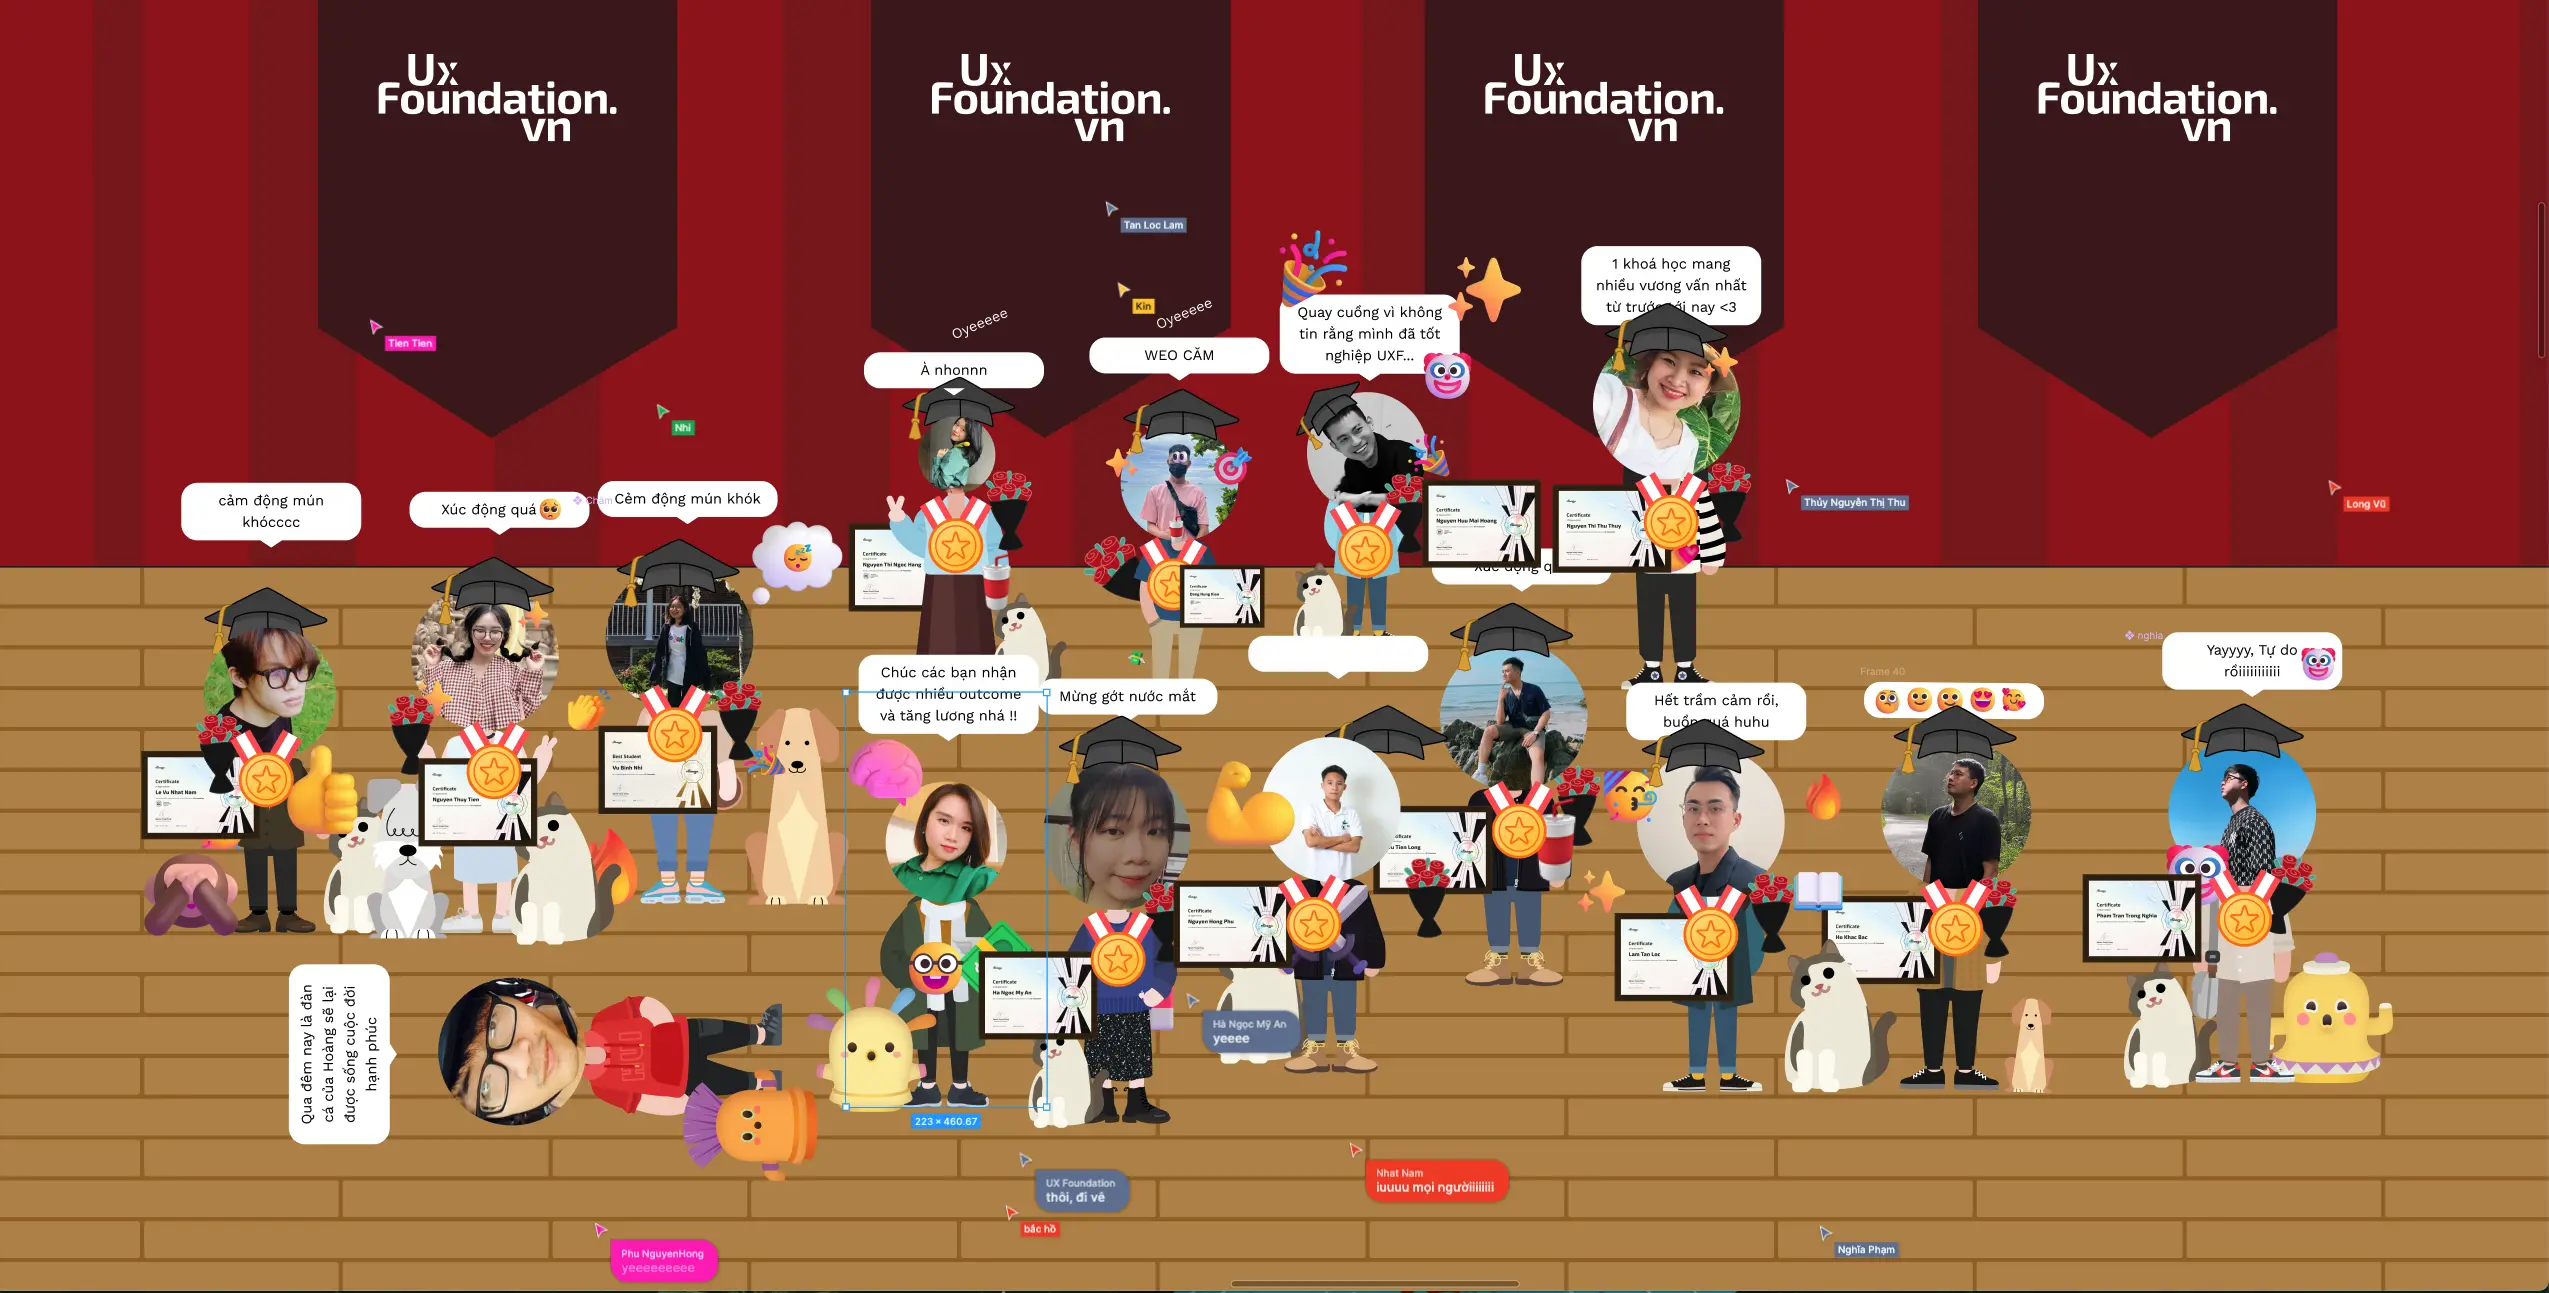 Ux
Foundation.
vn
Ux
Foundation.
vn
Ux
Foundation.
vn
Ux
Foundation.
vn
Tan Loc Lam
Kin
Oyeeeee
Oyeeeee
Tien Tien
Nhi
1 khoá học mang
nhiều vương vấn nhất
từ trước tới nay <3
Quay cuồng vì không
tin rằng mình đã tốt
nghiệp UXF...
WEO CĂM
À nhonnn
Thủy Nguyễn Thị Thu
Long Vũ
cảm động mún
khócccc
Xúc động quá
Cham
Cẻm động mún khók
Certificate
Nguyen Thi Ngoc Hang
Certificate
Dong Hung Kien
Certificate
Nguyen Huu Mai Hoang
Certificate
Nguyen Thi Thu Thuy
Xúc động q
nghia
Yayyyy, Tự do
rồiiiiiiiiiii
Frame 40
Chúc các bạn nhận
được nhiều outcome
và tăng lương nhá !!
Mừng gớt nước mắt
Hết trầm cảm rồi,
buồn quá huhu
Certificate
Le Vu Nhat Nam
Certificate
Nguyen Thuy Tien
Best Student
Vu Binh Nhi
Certificate
Ha Ngoc My An
Certificate
Nguyen Hong Phu
Certificate
Vu Tien Long
Certificate
Lam Tan Loc
Certificate
Ho Khac Bac
Certificate
Pham Tran Trong Nghia
Qua đêm nay là đàn
cá của Hoàng sẽ lại
được sống cuộc đời
hạnh phúc
Hà Ngọc Mỹ An
yeeee
223 × 460.67
UX Foundation
thôi, đi về
Nhat Nam
iuuuu mọi ngườiiiiiiii
bắc hồ
Phu NguyenHong
yeeeeeeeee
Nghĩa Phạm